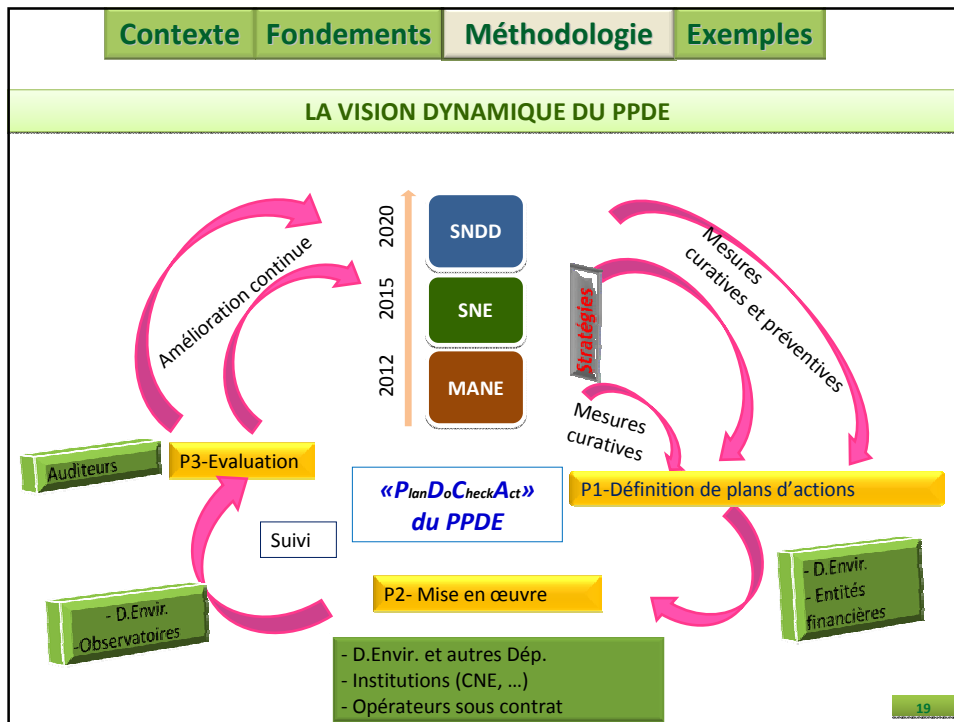 Contexte Fondements Méthodologie Exemples
LA VISION DYNAMIQUE DU PPDE
2020
2015
2012
SNDD
SNE
MANE
Amélioration continue
Stratégies
Mesures
curatives et préventives
Mesures
curatives
Auditeurs
P3-Evaluation
«PlanDoCheckAct»
du PPDE
P1-Définition de plans d'actions
Suivi
- D.Envir.
- Entités
financières
P2- Mise en œuvre
- D.Envir.
-Observatoires
- D.Envir. et autres Dép.
- Institutions (CNE, ...)
- Opérateurs sous contrat
19